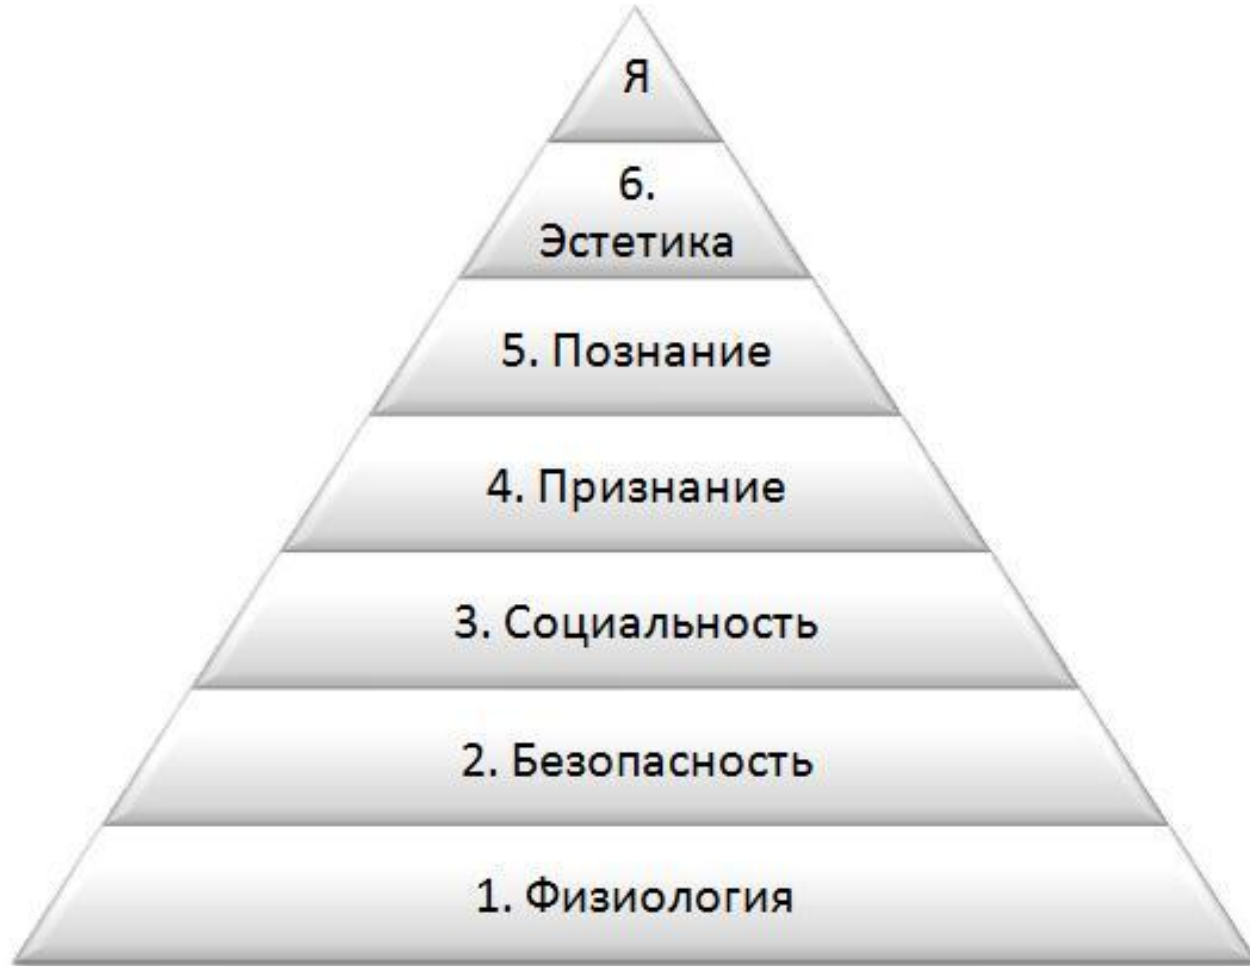 Я
6.
Эстетика
5. Познание
4. Признание
3. Социальность
2. Безопасность
1. Физиология